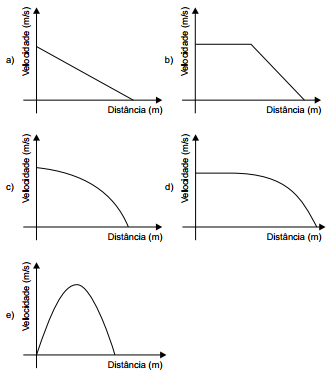 a)
Velocidade (m/s)
Distância (m)
b)
Velocidade (m/s)
Distância (m)
c)
Velocidade (m/s)
Distância (m)
d)
Velocidade (m/s)
Distância (m)
e)
Velocidade (m/s)
Distância (m)